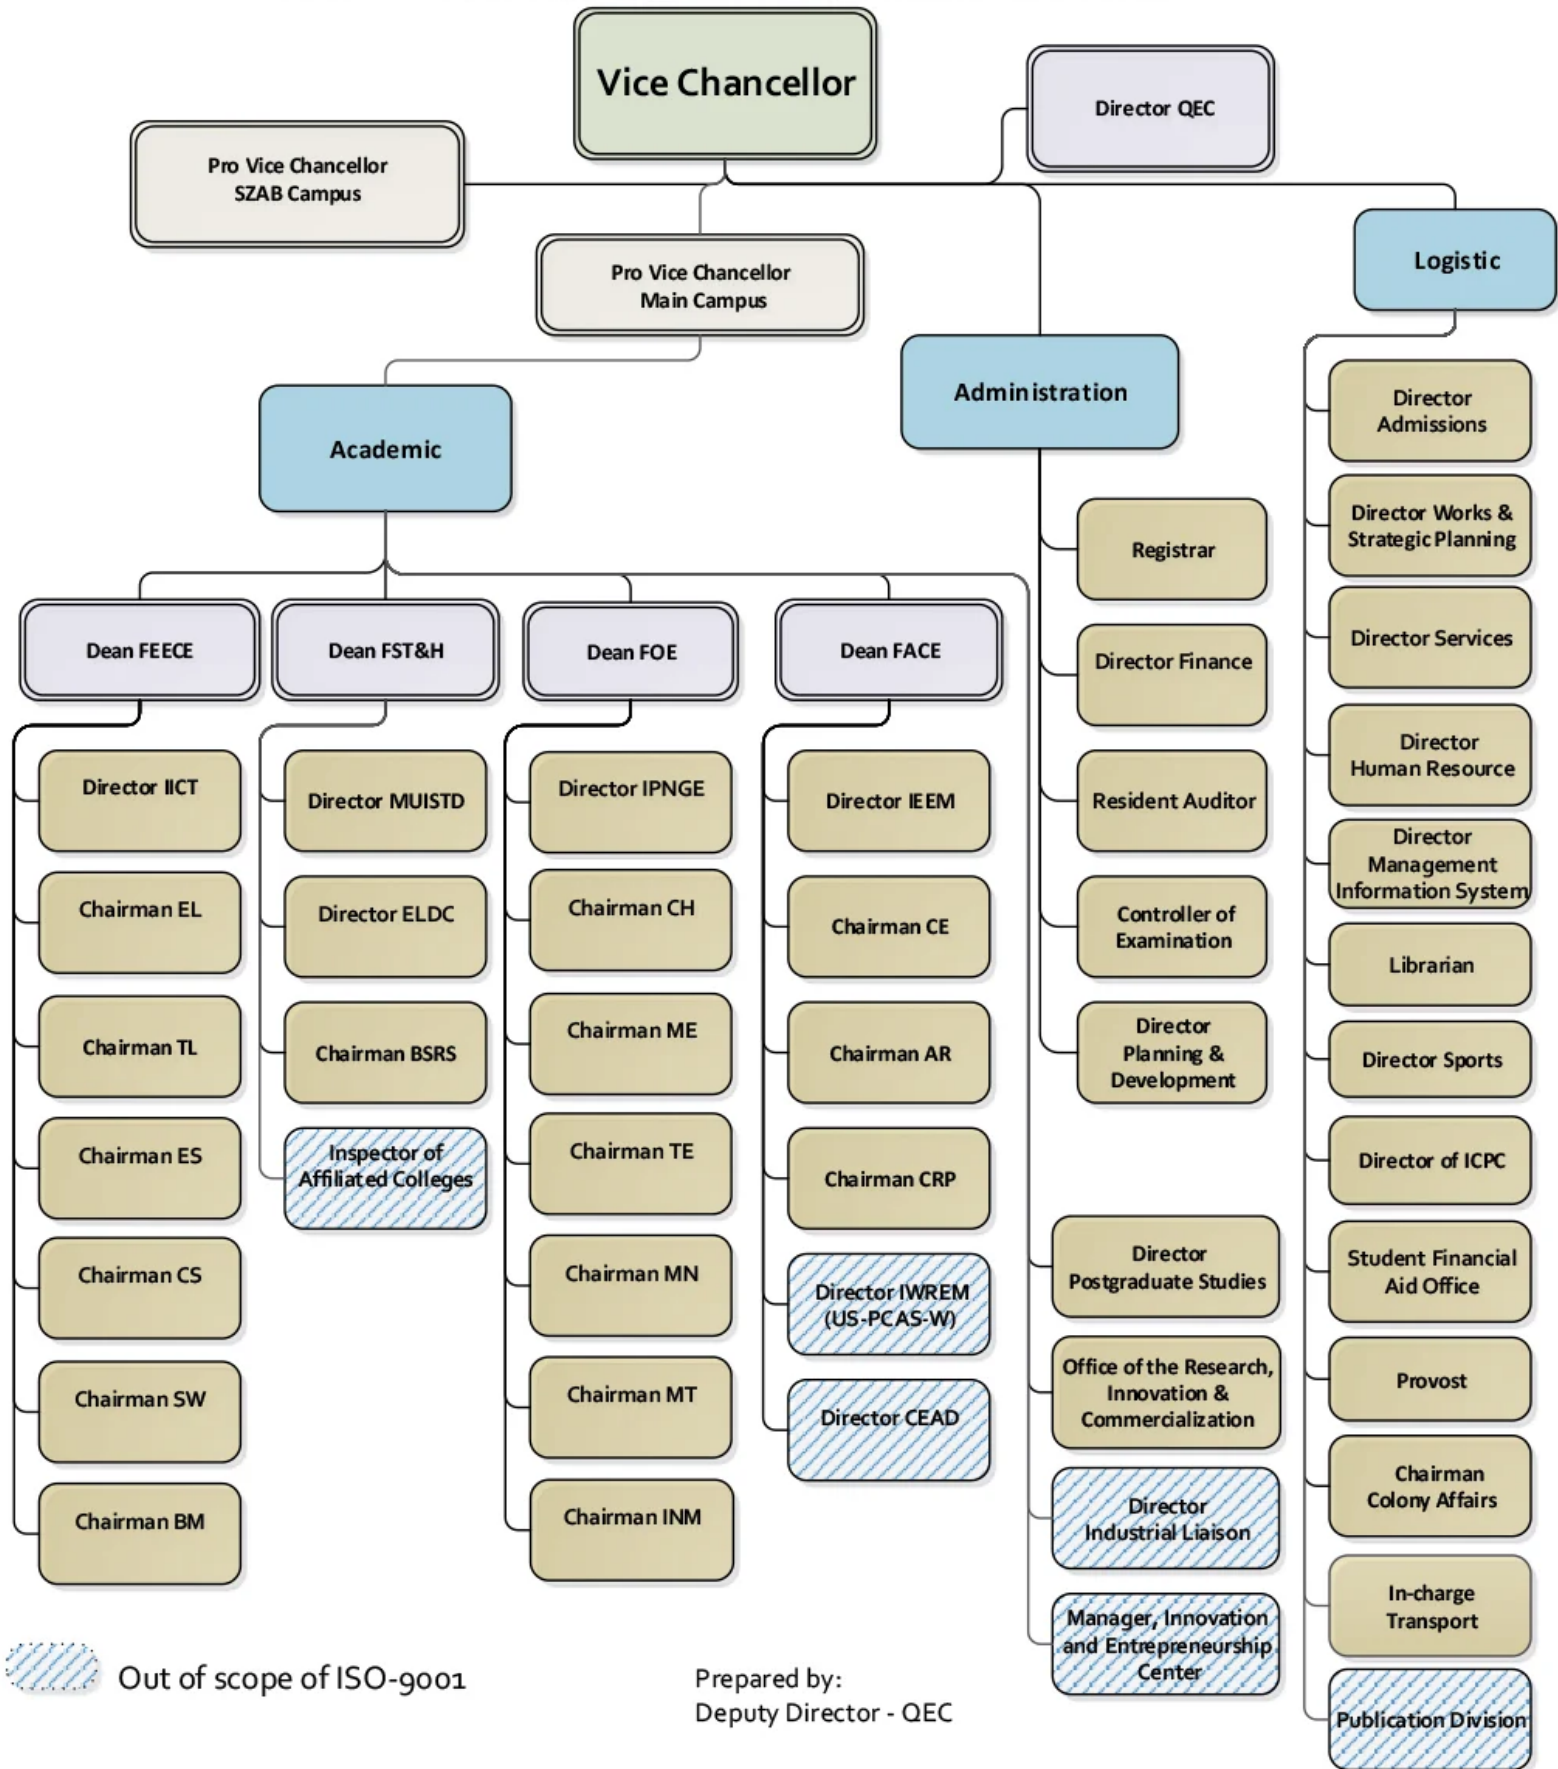 Vice Chancellor
Director QEC
Pro Vice Chancellor
SZAB Campus
Pro Vice Chancellor
Main Campus
Logistic
Administration
Academic
Dean FEECE
Dean FST&H
Dean FOE
Dean FACE
Director IICT
Chairman EL
Chairman TL
Chairman ES
Chairman CS
Chairman SW
Chairman BM
Director MUISTD
Director ELDC
Chairman BSRS
Inspector of
Affiliated Colleges
Director IPNGE
Chairman CH
Chairman ME
Chairman TE
Chairman MN
Chairman MT
Chairman INM
Director IEEM
Chairman CE
Chairman AR
Chairman CRP
Director IWREM
(US-PCAS-W)
Director CEAD
Director
Postgraduate Studies
Office of the Research,
Innovation &
Commercialization
Director
Industrial Liaison
Manager, Innovation
and Entrepreneurship
Center
Registrar
Director Finance
Resident Auditor
Controller of
Examination
Director
Planning &
Development
Director
Admissions
Director Works &
Strategic Planning
Director Services
Director
Human Resource
Director
Management
Information System
Librarian
Director Sports
Director of ICPC
Student Financial
Aid Office
Provost
Chairman
Colony Affairs
In-charge
Transport
Publication Division
Out of scope of ISO-9001
Prepared by:
Deputy Director - QEC